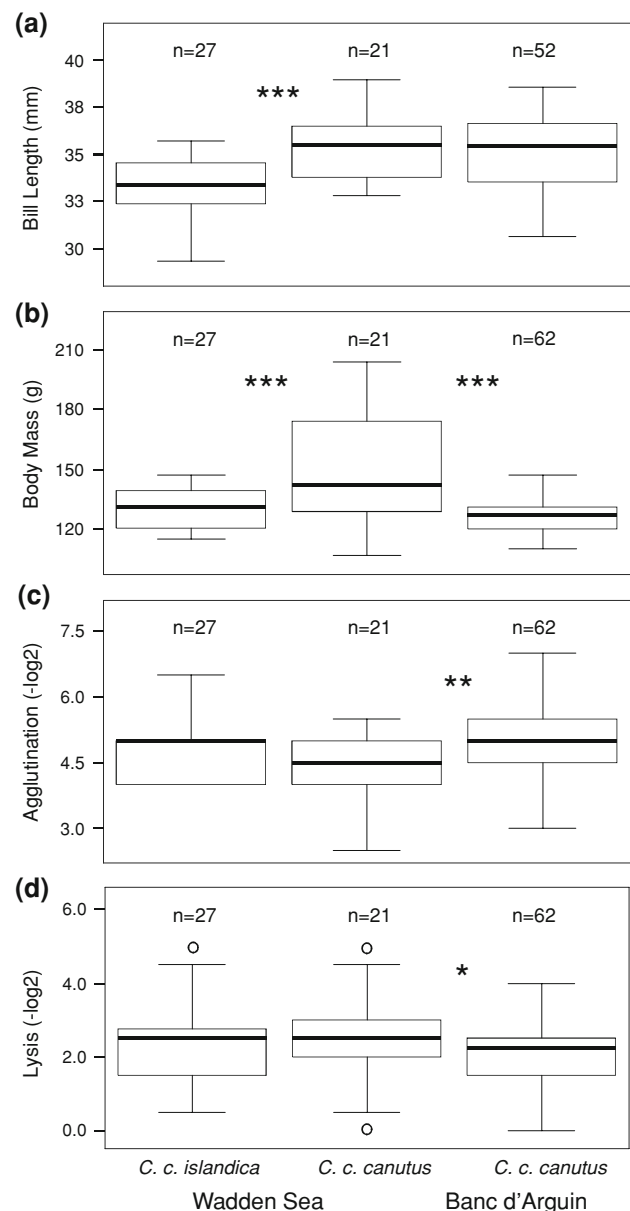 (a)
n=27 n=21 n=52
***
40
38
35
33
30
Bill Length (mm)
(b)
n=27 n=21 n=62
*** ***
210
180
150
120
Body Mass (g)
(c)
n=27 n=21 n=62
**
7.5
6.0
4.5
3.0
Agglutination (-log2)
(d)
n=27 n=21 n=62
*
6.0
4.0
2.0
0.0
Lysis (-log2)
C. c. islandica C. c. canutus C. c. canutus
Wadden Sea Banc d'Arguin